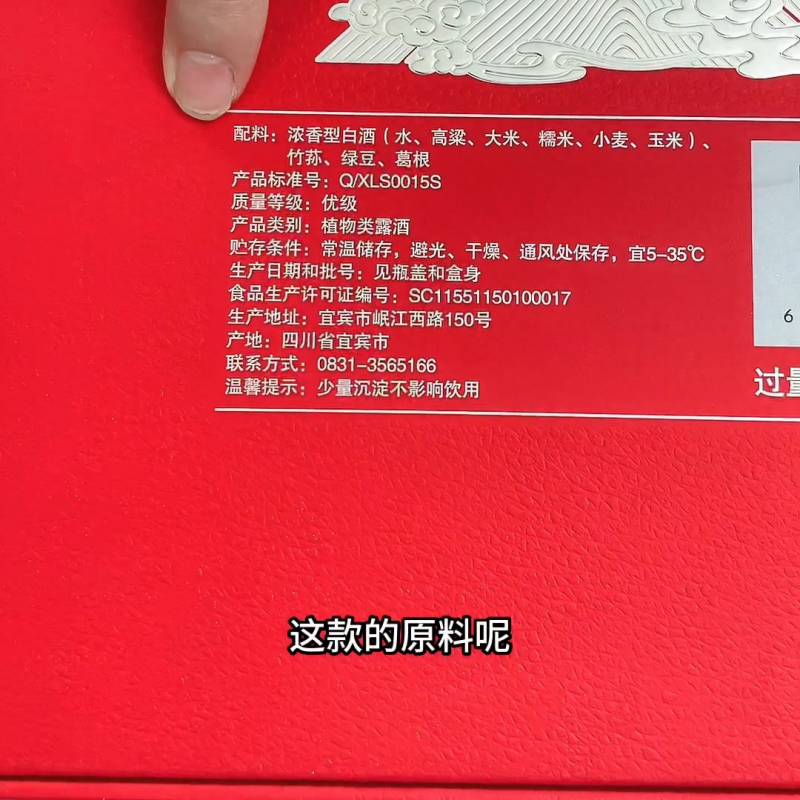 配料：浓香型白酒（水、高粱、大米、糯米、小麦、玉米）、
竹荪、绿豆、葛根
产品标准号：Q/XLS0015S
质量等级：优级
产品类别：植物类露酒
贮存条件：常温储存，避光、干燥、通风处保存，宜5-35℃
生产日期和批号：见瓶盖和盒身
食品生产许可证编号：SC11551150100017
生产地址：宜宾市岷江西路150号
产地：四川省宜宾市
联系方式：0831-3565166
温馨提示：少量沉淀不影响饮用
6
过量
这款的原料呢